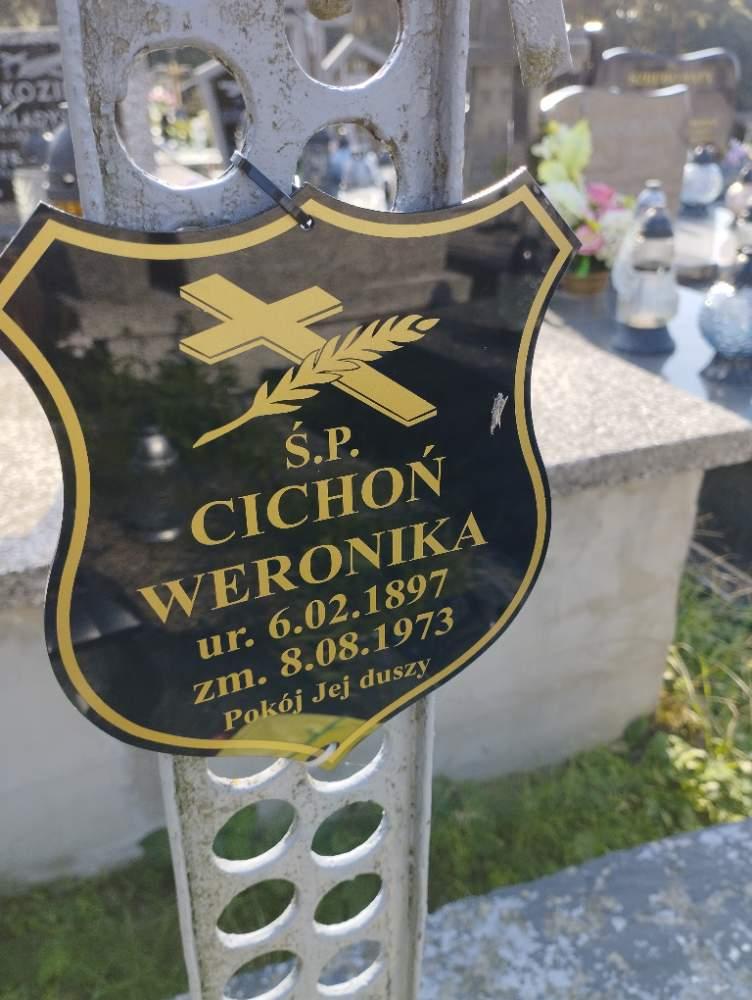 Ś.P.
CICHOŃ
WERONIKA
ur. 6.02.1897
zm. 8.08.1973
Pokój Jej duszy